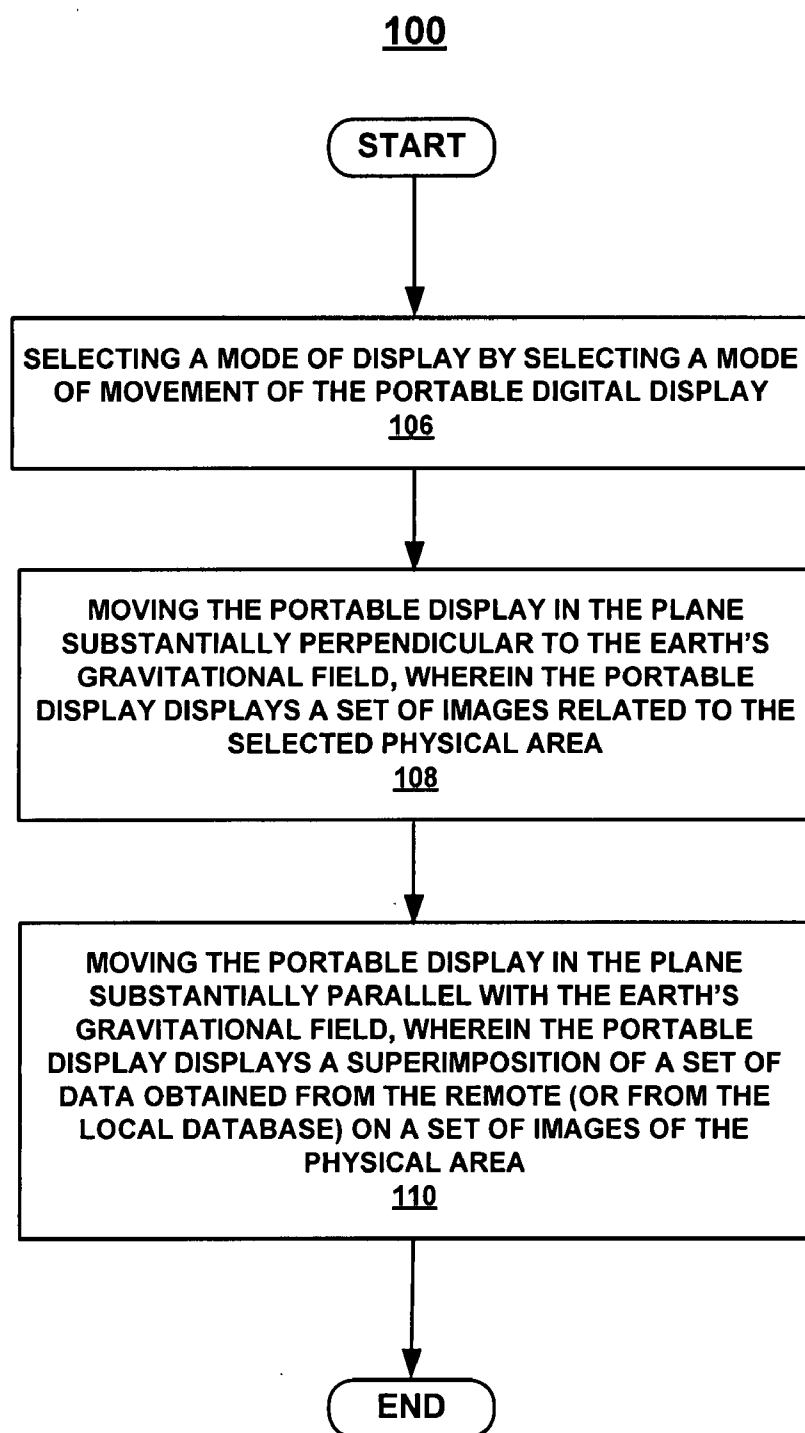 100
START
SELECTING A MODE OF DISPLAY BY SELECTING A MODE
OF MOVEMENT OF THE PORTABLE DIGITAL DISPLAY
106
MOVING THE PORTABLE DISPLAY IN THE PLANE
SUBSTANTIALLY PERPENDICULAR TO THE EARTH'S
GRAVITATIONAL FIELD, WHEREIN THE PORTABLE
DISPLAY DISPLAYS A SET OF IMAGES RELATED TO THE
SELECTED PHYSICAL AREA
108
MOVING THE PORTABLE DISPLAY IN THE PLANE
SUBSTANTIALLY PARALLEL WITH THE EARTH'S
GRAVITATIONAL FIELD, WHEREIN THE PORTABLE
DISPLAY DISPLAYS A SUPERIMPOSITION OF A SET OF
DATA OBTAINED FROM THE REMOTE (OR FROM THE
LOCAL DATABASE) ON A SET OF IMAGES OF THE
PHYSICAL AREA
110
END